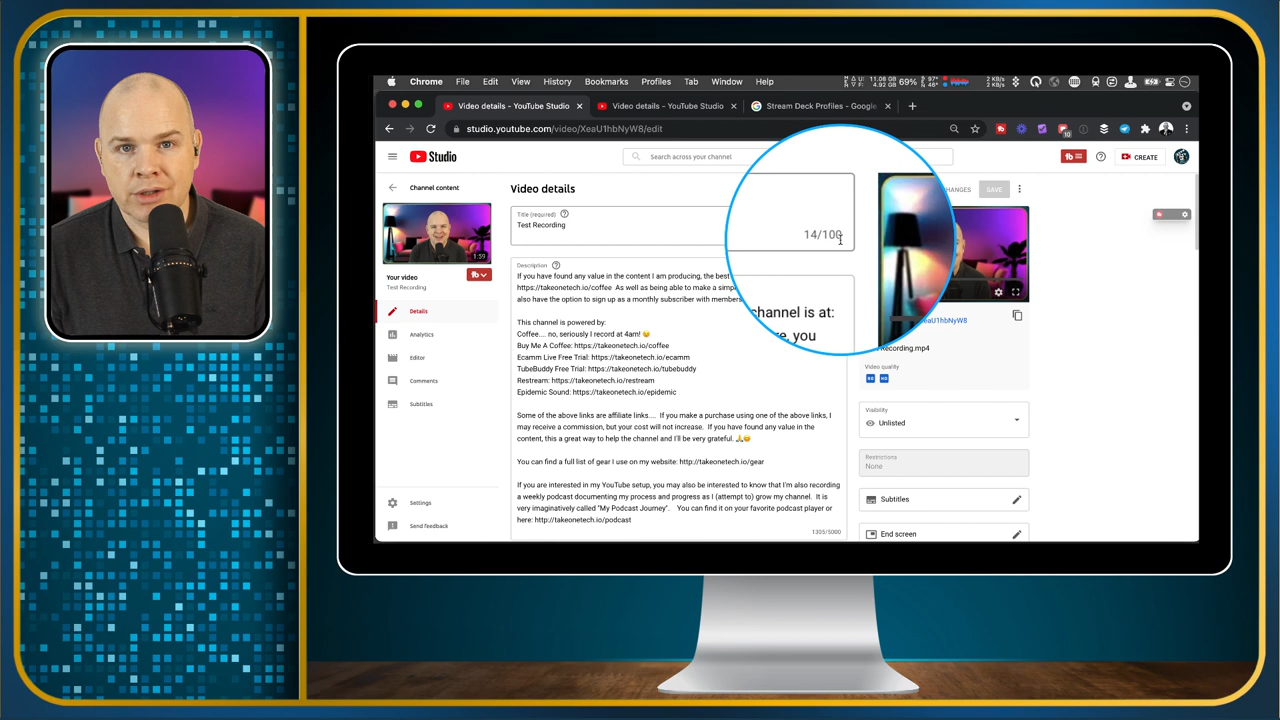 Chrome File Edit View History Bookmarks Profiles Tab Window Help
69%
Video details - YouTube Studio
Video details - YouTube Studio
Stream Deck Profiles - Google
studio.youtube.com/video/XeaU1hbNyW8/edit
Studio
Search across your channel
CREATE
Channel content
Video details
SAVE
Title (required)
Test Recording
14/100
1:59
Your video
Test Recording
Details
Analytics
Editor
Comments
Subtitles
Settings
Send feedback
Description
If you have found any value in the content I am producing, the best
https://takeonetech.io/coffee As well as being able to make a
also have the option to sign up as a monthly subscriber with
channel is at:
you
This channel is powered by:
Coffee.... no, seriously I record at 4am! 😉
Buy Me A Coffee: https://takeonetech.io/coffee
Ecamm Live Free Trial: https://takeonetech.io/ecamm
TubeBuddy Free Trial: https://takeonetech.io/tubebuddy
Restream: https://takeonetech.io/restream
Epidemic Sound: https://takeonetech.io/epidemic
Some of the above links are affiliate links.... If you make a purchase using one of the above links, I
may receive a commission, but your cost will not increase. If you have found any value in the
content, this a great way to help the channel and I'll be very grateful. 🙏😊
You can find a full list of gear I use on my website: http://takeonetech.io/gear
If you are interested in my YouTube setup, you may also be interested to know that I'm also recording
a weekly podcast documenting my process and progress as I (attempt to) grow my channel. It is
very imaginatively called "My Podcast Journey". You can find it on your favorite podcast player or
here: http://takeonetech.io/podcast
1305/5000
Recording.mp4
Video quality
Visibility
Unlisted
Restrictions
None
Subtitles
End screen